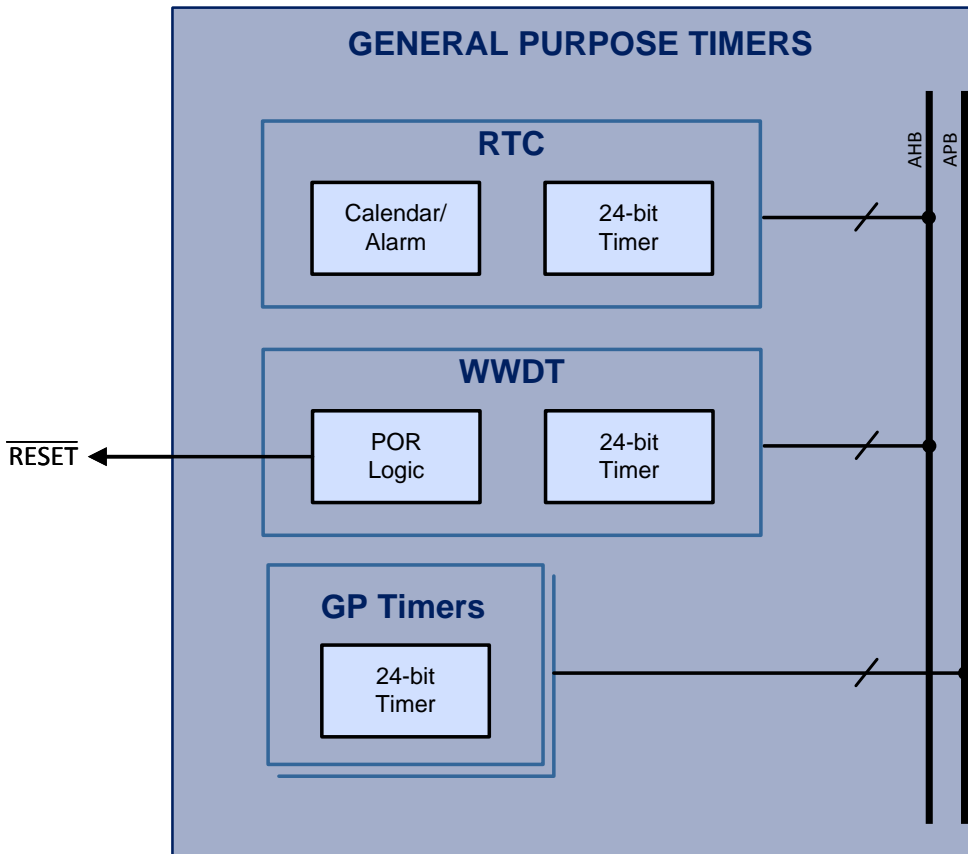 GENERAL PURPOSE TIMERS
AHB
APB
RTC
Calendar/
Alarm
24-bit
Timer
WWDT
RESET
POR
Logic
24-bit
Timer
GP Timers
24-bit
Timer